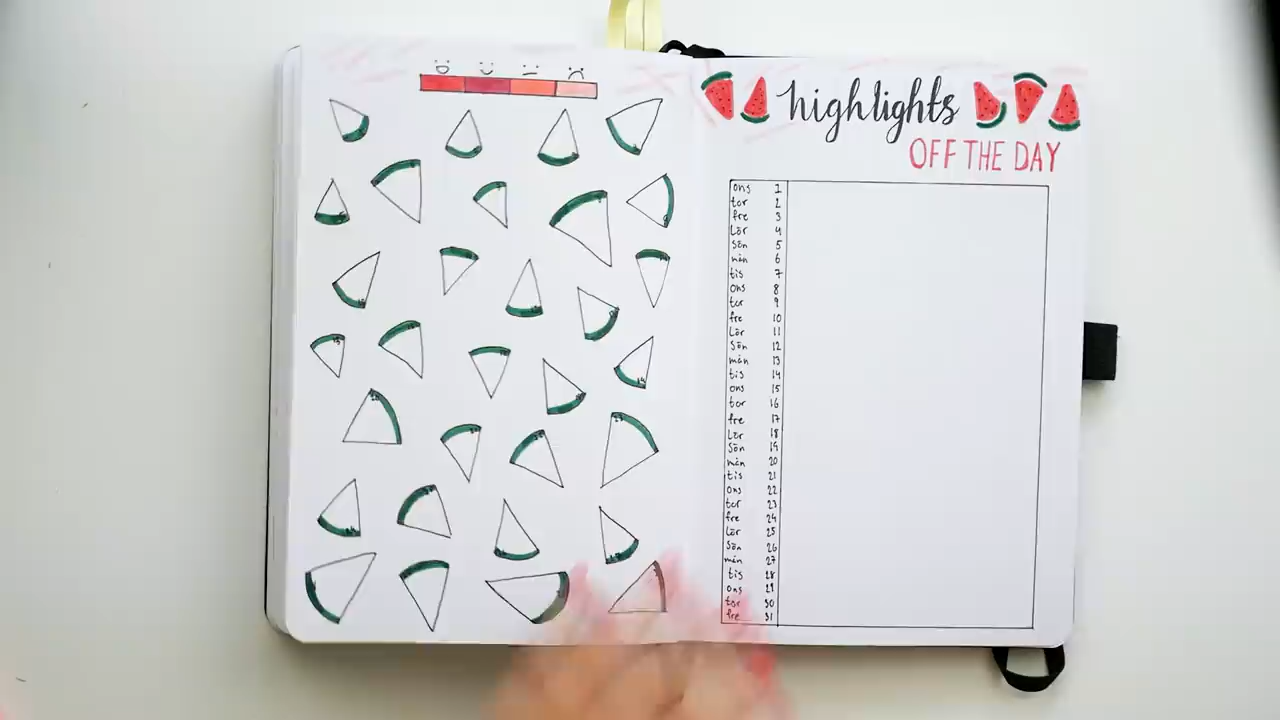 highlights
OFF THE DAY
ons 1
tor 2
fre 3
Lör 4
Sön 5
mån 6
tis 7
ons 8
tor 9
fre 10
Lör 11
Sön 12
mån 13
tis 14
ons 15
tor 16
fre 17
Lör 18
Sön 19
mån 20
tis 21
ons 22
tor 23
fre 24
Lör 25
Sön 26
mån 27
tis 28
ons 29
tor 30
fre 31